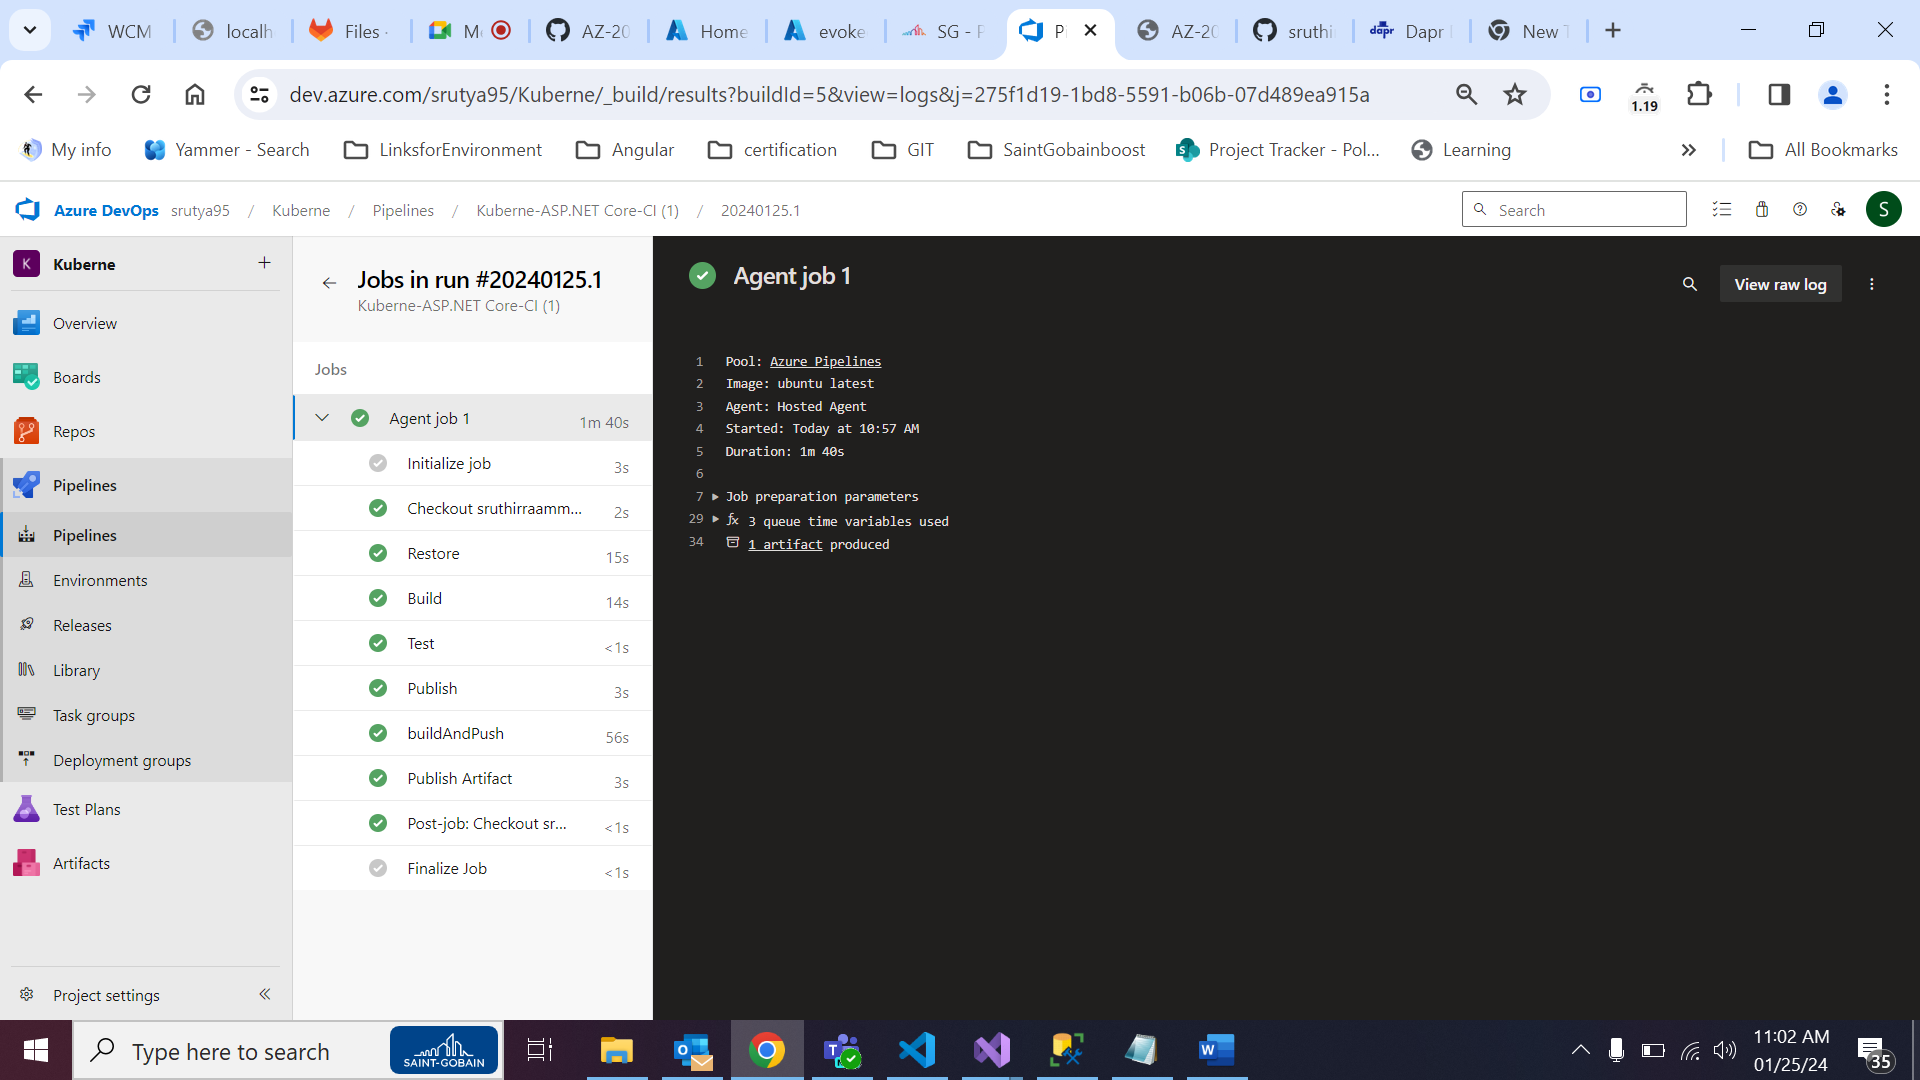 WCM
localh
Files
AZ-20
Home
evoke
SG - P
AZ-20
sruthi
dapr
Dapr
New T
dev.azure.com/srutya95/Kuberne/_build/results?buildId=5&view=logs&j=275f1d19-1bd8-5591-b06b-07d489ea915a
1.19
My info
Yammer - Search
LinksforEnvironment
Angular
certification
GIT
SaintGobainboost
Project Tracker - Pol...
Learning
All Bookmarks
Azure DevOps srutya95 / Kuberne / Pipelines / Kuberne-ASP.NET Core-CI (1) / 20240125.1
Search
S
K Kuberne
Overview
Boards
Repos
Pipelines
Pipelines
Environments
Releases
Library
Task groups
Deployment groups
Test Plans
Artifacts
Project settings
Jobs in run #20240125.1
Kuberne-ASP.NET Core-CI (1)
Jobs
Agent job 1 1m 40s
Initialize job 3s
Checkout sruthirraamm... 2s
Restore 15s
Build 14s
Test <1s
Publish 3s
buildAndPush 56s
Publish Artifact 3s
Post-job: Checkout sr... <1s
Finalize Job <1s
Agent job 1
View raw log
1 Pool: Azure Pipelines
2 Image: ubuntu latest
3 Agent: Hosted Agent
4 Started: Today at 10:57 AM
5 Duration: 1m 40s
6
7 Job preparation parameters
29 fx 3 queue time variables used
34 1 artifact produced
Type here to search
SAINT-GOBAIN
11:02 AM
01/25/24
35